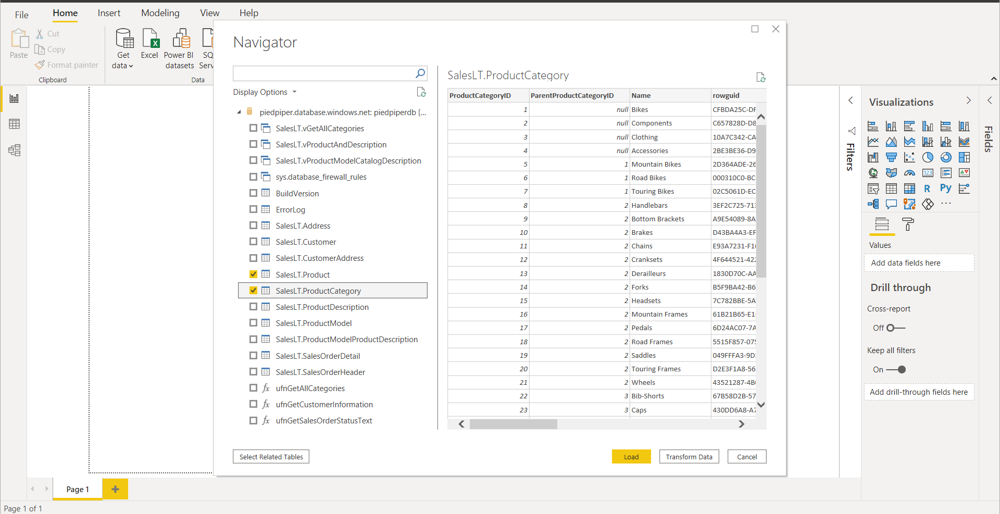 File Home Insert Modeling View Help
Paste
Cut
Copy
Format painter
Clipboard
Get data
Excel
Power BI datasets
SQ
Serv
Data
Navigator
Display Options
piedpiper.database.windows.net: piedpiperdb [...
SalesLT.vGetAllCategories
SalesLT.vProductAndDescription
SalesLT.vProductModelCatalogDescription
sys.database_firewall_rules
BuildVersion
ErrorLog
SalesLT.Address
SalesLT.Customer
SalesLT.CustomerAddress
SalesLT.Product
SalesLT.ProductCategory
SalesLT.ProductDescription
SalesLT.ProductModel
SalesLT.ProductModelProductDescription
SalesLT.SalesOrderDetail
SalesLT.SalesOrderHeader
fx ufnGetAllCategories
fx ufnGetCustomerInformation
fx ufnGetSalesOrderStatusText
Select Related Tables
SalesLT.ProductCategory
ProductCategoryID ParentProductCategoryID Name rowguid
1 null Bikes CFBDA25C-DF
2 null Components C657828D-D8
3 null Clothing 10A7C342-CA
4 null Accessories 2BE3BE36-D9
5 1 Mountain Bikes 2D364ADE-26
6 1 Road Bikes 000310C0-BC
7 1 Touring Bikes 02C5061D-EC
8 2 Handlebars 3EF2C725-713
9 2 Bottom Brackets A9E54089-8A
10 2 Brakes D43BA4A3-EF
11 2 Chains E93A7231-F16
12 2 Cranksets 4F644521-422
13 2 Derailleurs 1830D70C-AA
14 2 Forks B5F9BA42-B6
15 2 Headsets 7C782BBE-5A
16 2 Mountain Frames 61B21B65-E1
17 2 Pedals 6D24AC07-7A
18 2 Road Frames 5515F857-075
19 2 Saddles 049FFFA3-9D
20 2 Touring Frames D2E3F1A8-56
21 2 Wheels 43521287-4B
22 3 Bib-Shorts 67B58D2B-57
23 3 Caps 430DD6A8-A7
Load
Transform Data
Cancel
Filters
Visualizations
123
R
Py
...
Values
Add data fields here
Drill through
Cross-report
Off
Keep all filters
On
Add drill-through fields here
Fields
Page 1
+
Page 1 of 1